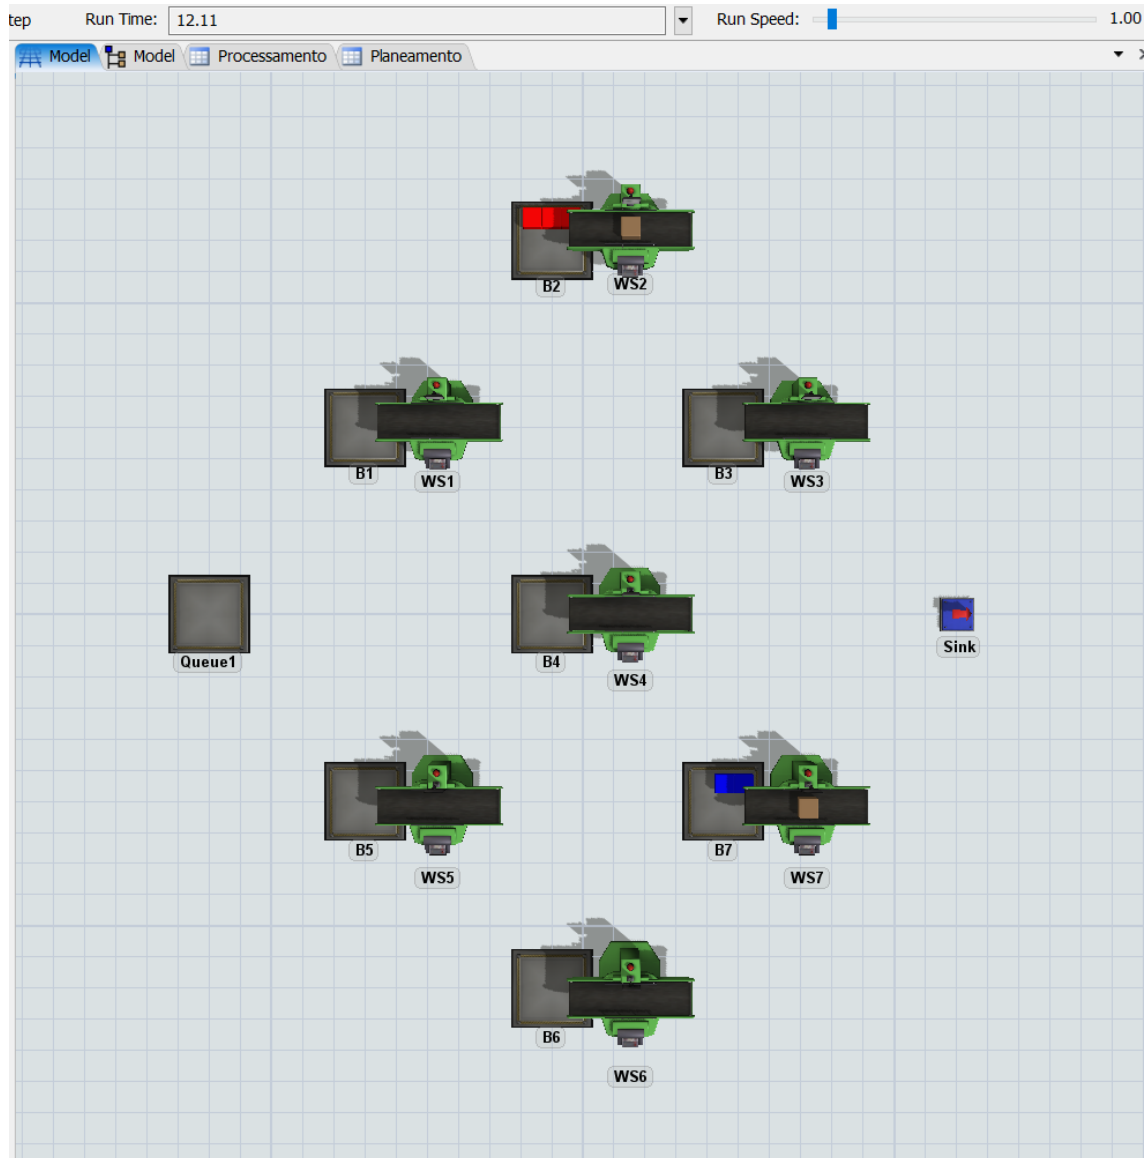 tep Run Time: 12.11 Run Speed: 1.00
Model Model Processamento Planeamento
B2 WS2
B1 WS1 B3 WS3
Queue1 B4 WS4 Sink
B5 WS5 B7 WS7
B6 WS6